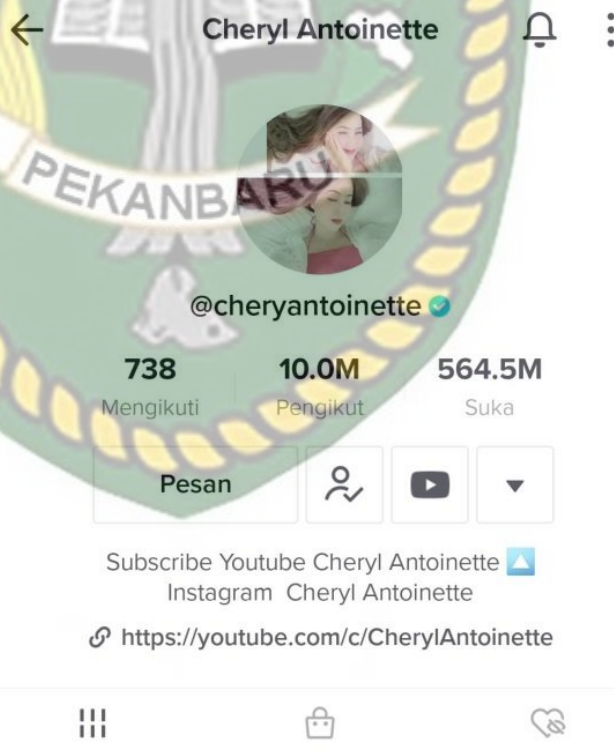 Cheryl Antoinette
PEKANBARU
@cheryantoinette
738 10.0M 564.5M
Mengikuti Pengikut Suka
Pesan
Subscribe Youtube Cheryl Antoinette
Instagram Cheryl Antoinette
https://youtube.com/c/CherylAntoinette